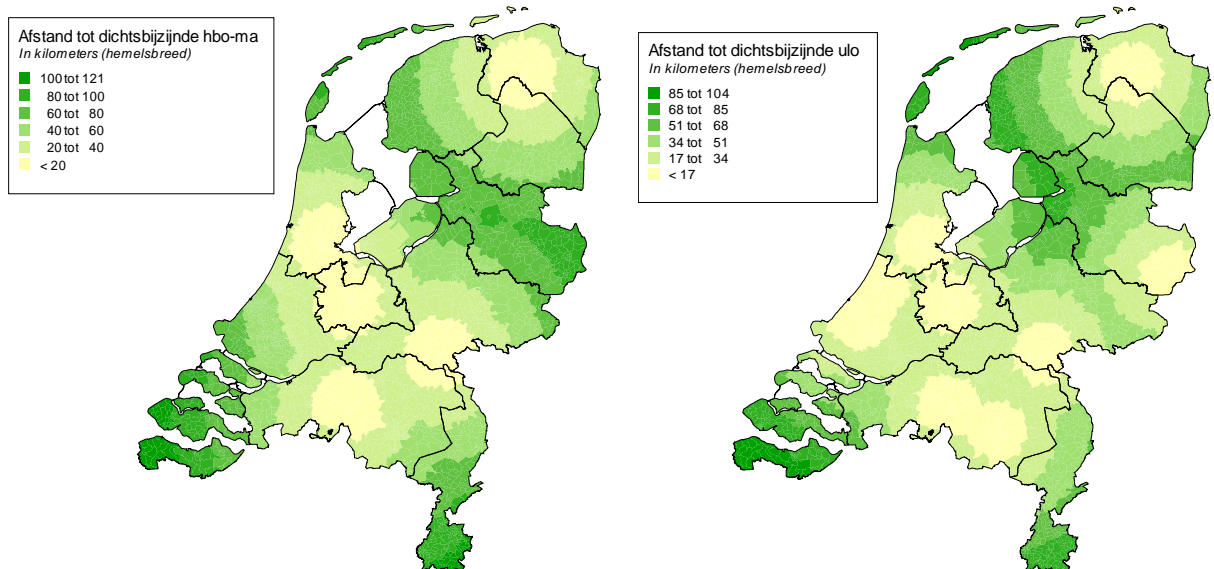 Afstand tot dichtsbijzijnde hbo-ma
In kilometers (hemelsbreed)
100 tot 121
80 tot 100
60 tot 80
40 tot 60
20 tot 40
< 20
Afstand tot dichtsbijzijnde ulo
In kilometers (hemelsbreed)
85 tot 104
68 tot 85
51 tot 68
34 tot 51
17 tot 34
< 17